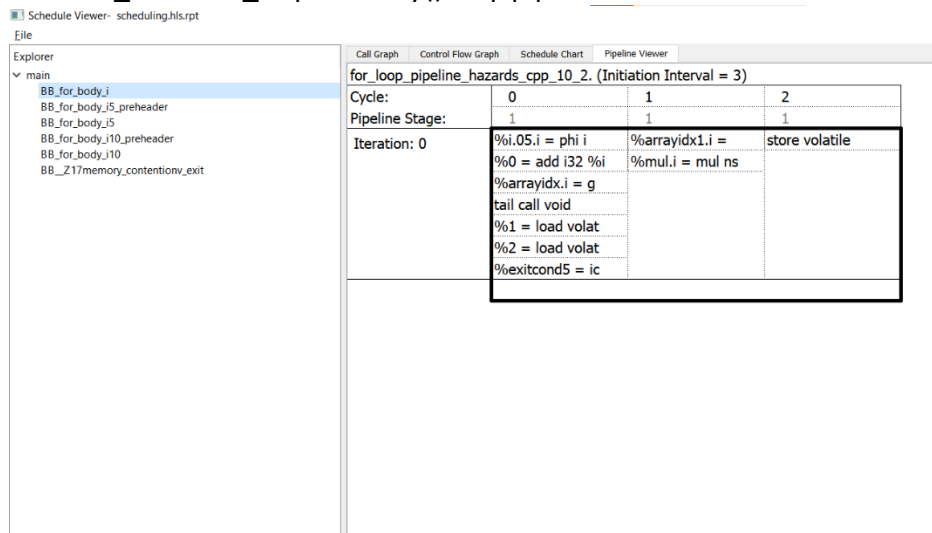 Schedule Viewer- scheduling.hls.rpt
File
Explorer
main
BB_for_body_i
BB_for_body_i5_preheader
BB_for_body_i5
BB_for_body_i10_preheader
BB_for_body_i10
BB__Z17memory_contentionv_exit
Call Graph Control Flow Graph Schedule Chart Pipeline Viewer
for_loop_pipeline_hazards_cpp_10_2. (Initiation Interval = 3)
Cycle: 0 1 2
Pipeline Stage: 1 1 1
Iteration: 0 %i.05.i = phi i %arrayidx1.i = store volatile
%0 = add i32 %i %mul.i = mul ns
%arrayidx.i = g
tail call void
%1 = load volat
%2 = load volat
%exitcond5 = ic